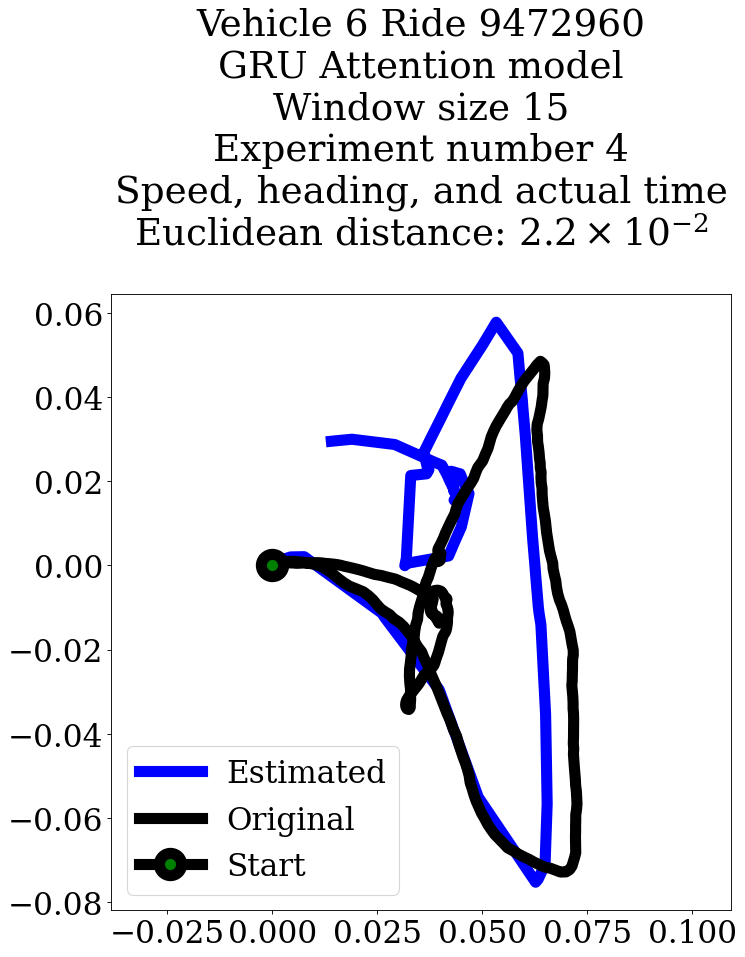 Vehicle 6 Ride 9472960
GRU Attention model
Window size 15
Experiment number 4
Speed, heading, and actual time
Euclidean distance: 2.2 × 10⁻²
0.06
0.04
0.02
0.00
−0.02
−0.04
−0.06
−0.08
Estimated
Original
Start
−0.025 0.000 0.025 0.050 0.075 0.100